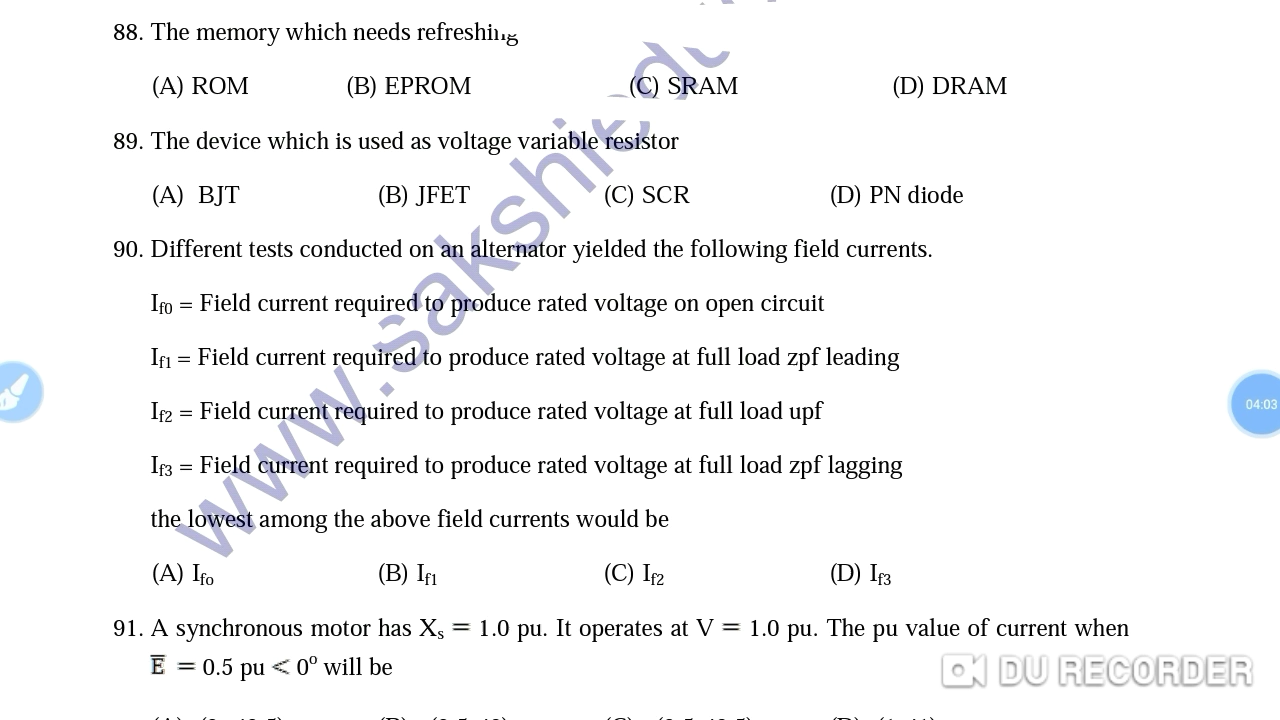 88. The memory which needs refreshing
(A) ROM (B) EPROM (C) SRAM (D) DRAM
89. The device which is used as voltage variable resistor
(A) BJT (B) JFET (C) SCR (D) PN diode
90. Different tests conducted on an alternator yielded the following field currents.
If0 = Field current required to produce rated voltage on open circuit
If1 = Field current required to produce rated voltage at full load zpf leading
If2 = Field current required to produce rated voltage at full load upf
If3 = Field current required to produce rated voltage at full load zpf lagging
the lowest among the above field currents would be
(A) Ifo (B) If1 (C) If2 (D) If3
91. A synchronous motor has Xs = 1.0 pu. It operates at V = 1.0 pu. The pu value of current when
E̅ = 0.5 pu < 0º will be
www.sakshiedu
04:03
DU RECORDER